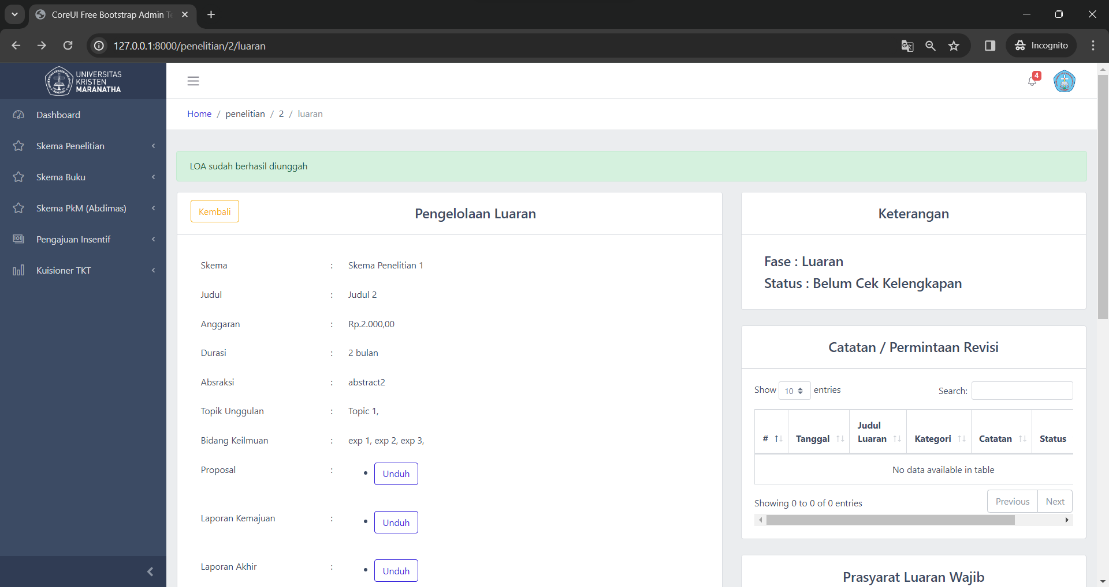 CoreUI Free Bootstrap Admin T
127.0.0.1:8000/penelitian/2/luaran
Incognito
UNIVERSITAS
KRISTEN
MARANATHA
4
Dashboard
Skema Penelitian
Skema Buku
Skema PkM (Abdimas)
Pengajuan Insentif
Kuisioner TKT
Home / penelitian / 2 / luaran
LOA sudah berhasil diunggah
Kembali
Pengelolaan Luaran
Skema : Skema Penelitian 1
Judul : Judul 2
Anggaran : Rp.2.000,00
Durasi : 2 bulan
Absraksi : abstract2
Topik Unggulan : Topic 1,
Bidang Keilmuan : exp 1, exp 2, exp 3,
Proposal : • Unduh
Laporan Kemajuan : • Unduh
Laporan Akhir : • Unduh
Keterangan
Fase : Luaran
Status : Belum Cek Kelengkapan
Catatan / Permintaan Revisi
Show 10 entries Search:
# Tanggal Judul Luaran Kategori Catatan Status
No data available in table
Showing 0 to 0 of 0 entries
Previous Next
Prasyarat Luaran Wajib